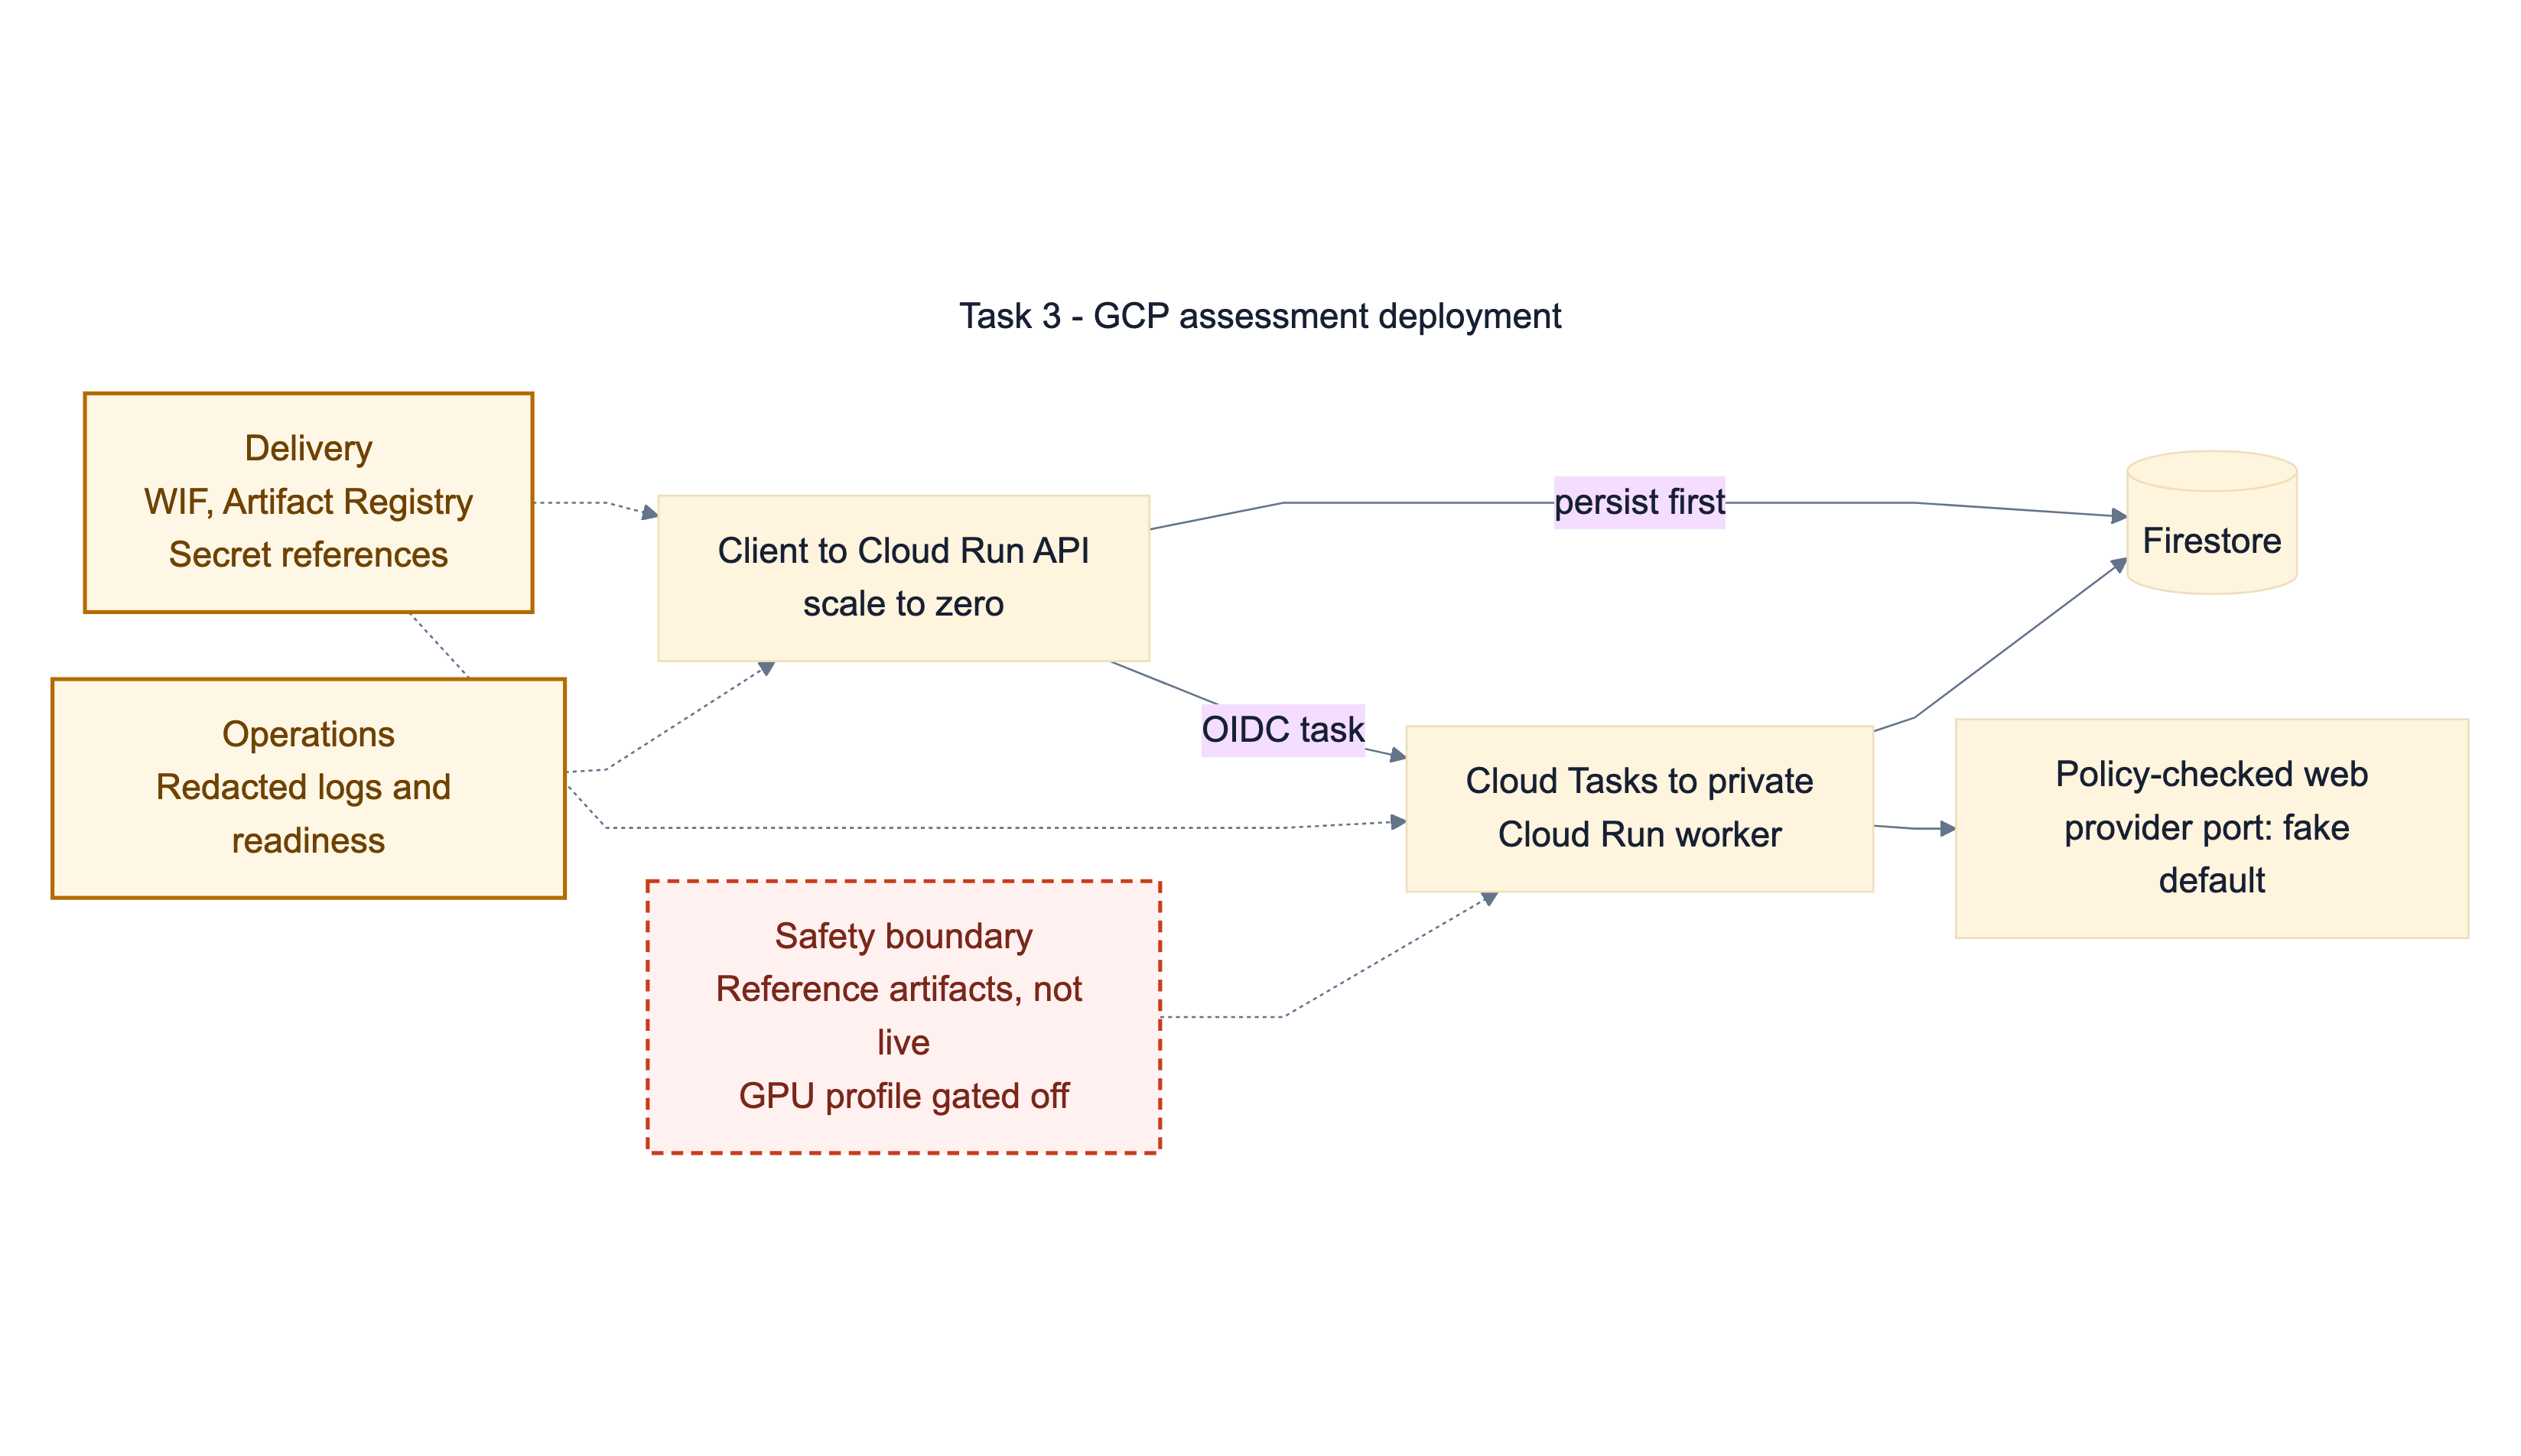 Task 3 - GCP assessment deployment
Delivery
WIF, Artifact Registry
Secret references
Client to Cloud Run API
scale to zero
persist first
Firestore
Operations
Redacted logs and
readiness
OIDC task
Cloud Tasks to private
Cloud Run worker
Policy-checked web
provider port: fake
default
Safety boundary
Reference artifacts, not
live
GPU profile gated off